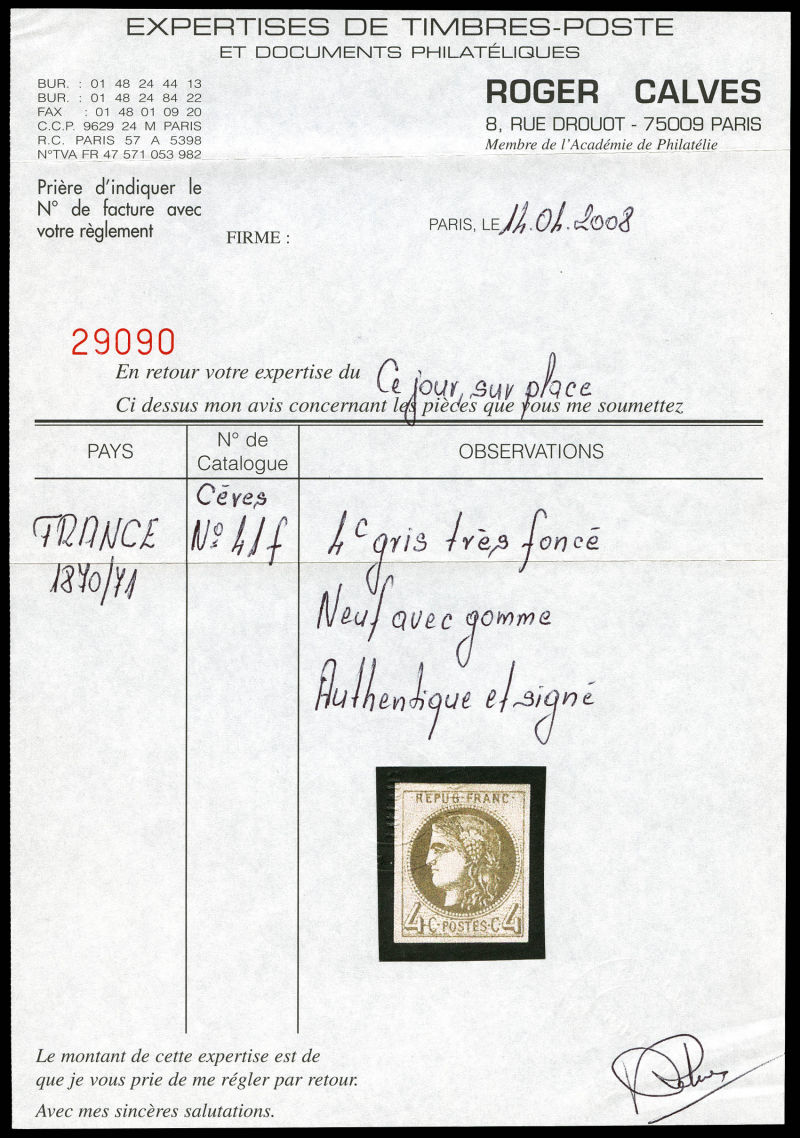 EXPERTISES DE TIMBRES-POSTE
ET DOCUMENTS PHILATÉLIQUES
BUR. : 01 48 24 44 13
BUR. : 01 48 24 84 22
FAX : 01 48 01 09 20
C.C.P. 9629 24 M PARIS
R.C. PARIS 57 A 5398
N°TVA FR 47 571 053 982
ROGER CALVES
8, RUE DROUOT - 75009 PARIS
Membre de l'Académie de Philatélie
Prière d'indiquer le
N° de facture avec
votre règlement
FIRME :
PARIS, LE 14.04.2008
29090
En retour votre expertise du Ce jour, sur place
Ci dessus mon avis concernant les pièces que vous me soumettez
PAYS
N° de
Catalogue
OBSERVATIONS
Cérès
FRANCE
N° 41f
4c gris très foncé
1870/71
Neuf avec gomme
Authentique et signé
REPUB·FRANC·
4 C·POSTES·C 4
Le montant de cette expertise est de
que je vous prie de me régler par retour.
Avec mes sincères salutations.